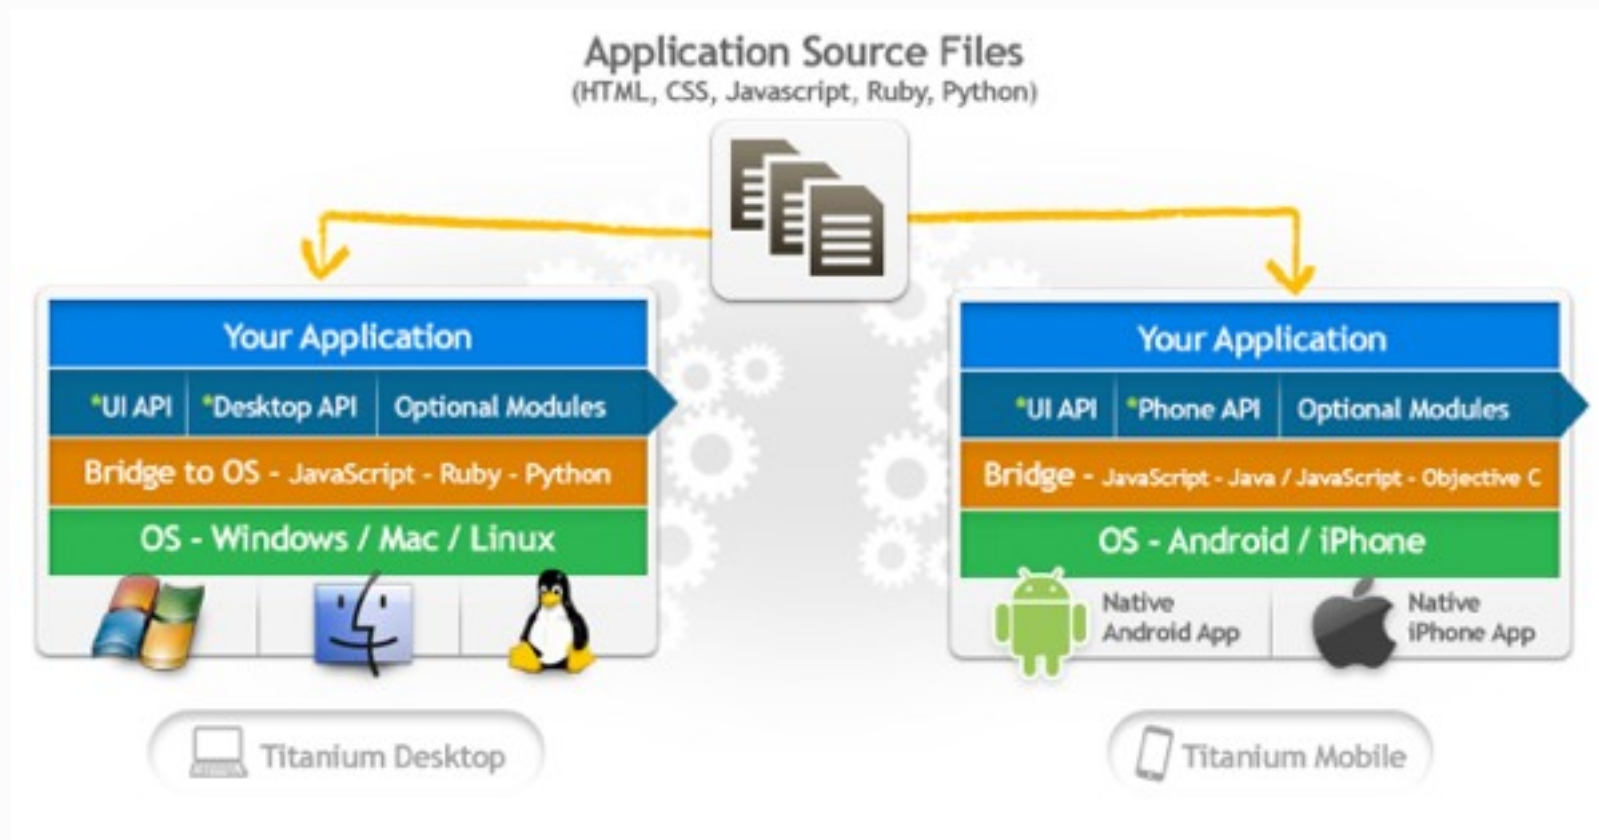 Application Source Files
(HTML, CSS, Javascript, Ruby, Python)
Your Application
*UI API *Desktop API Optional Modules
Bridge to OS - JavaScript - Ruby - Python
OS - Windows / Mac / Linux
Titanium Desktop
Your Application
*UI API *Phone API Optional Modules
Bridge - JavaScript - Java / JavaScript - Objective C
OS - Android / iPhone
Native
Android App
Native
iPhone App
Titanium Mobile